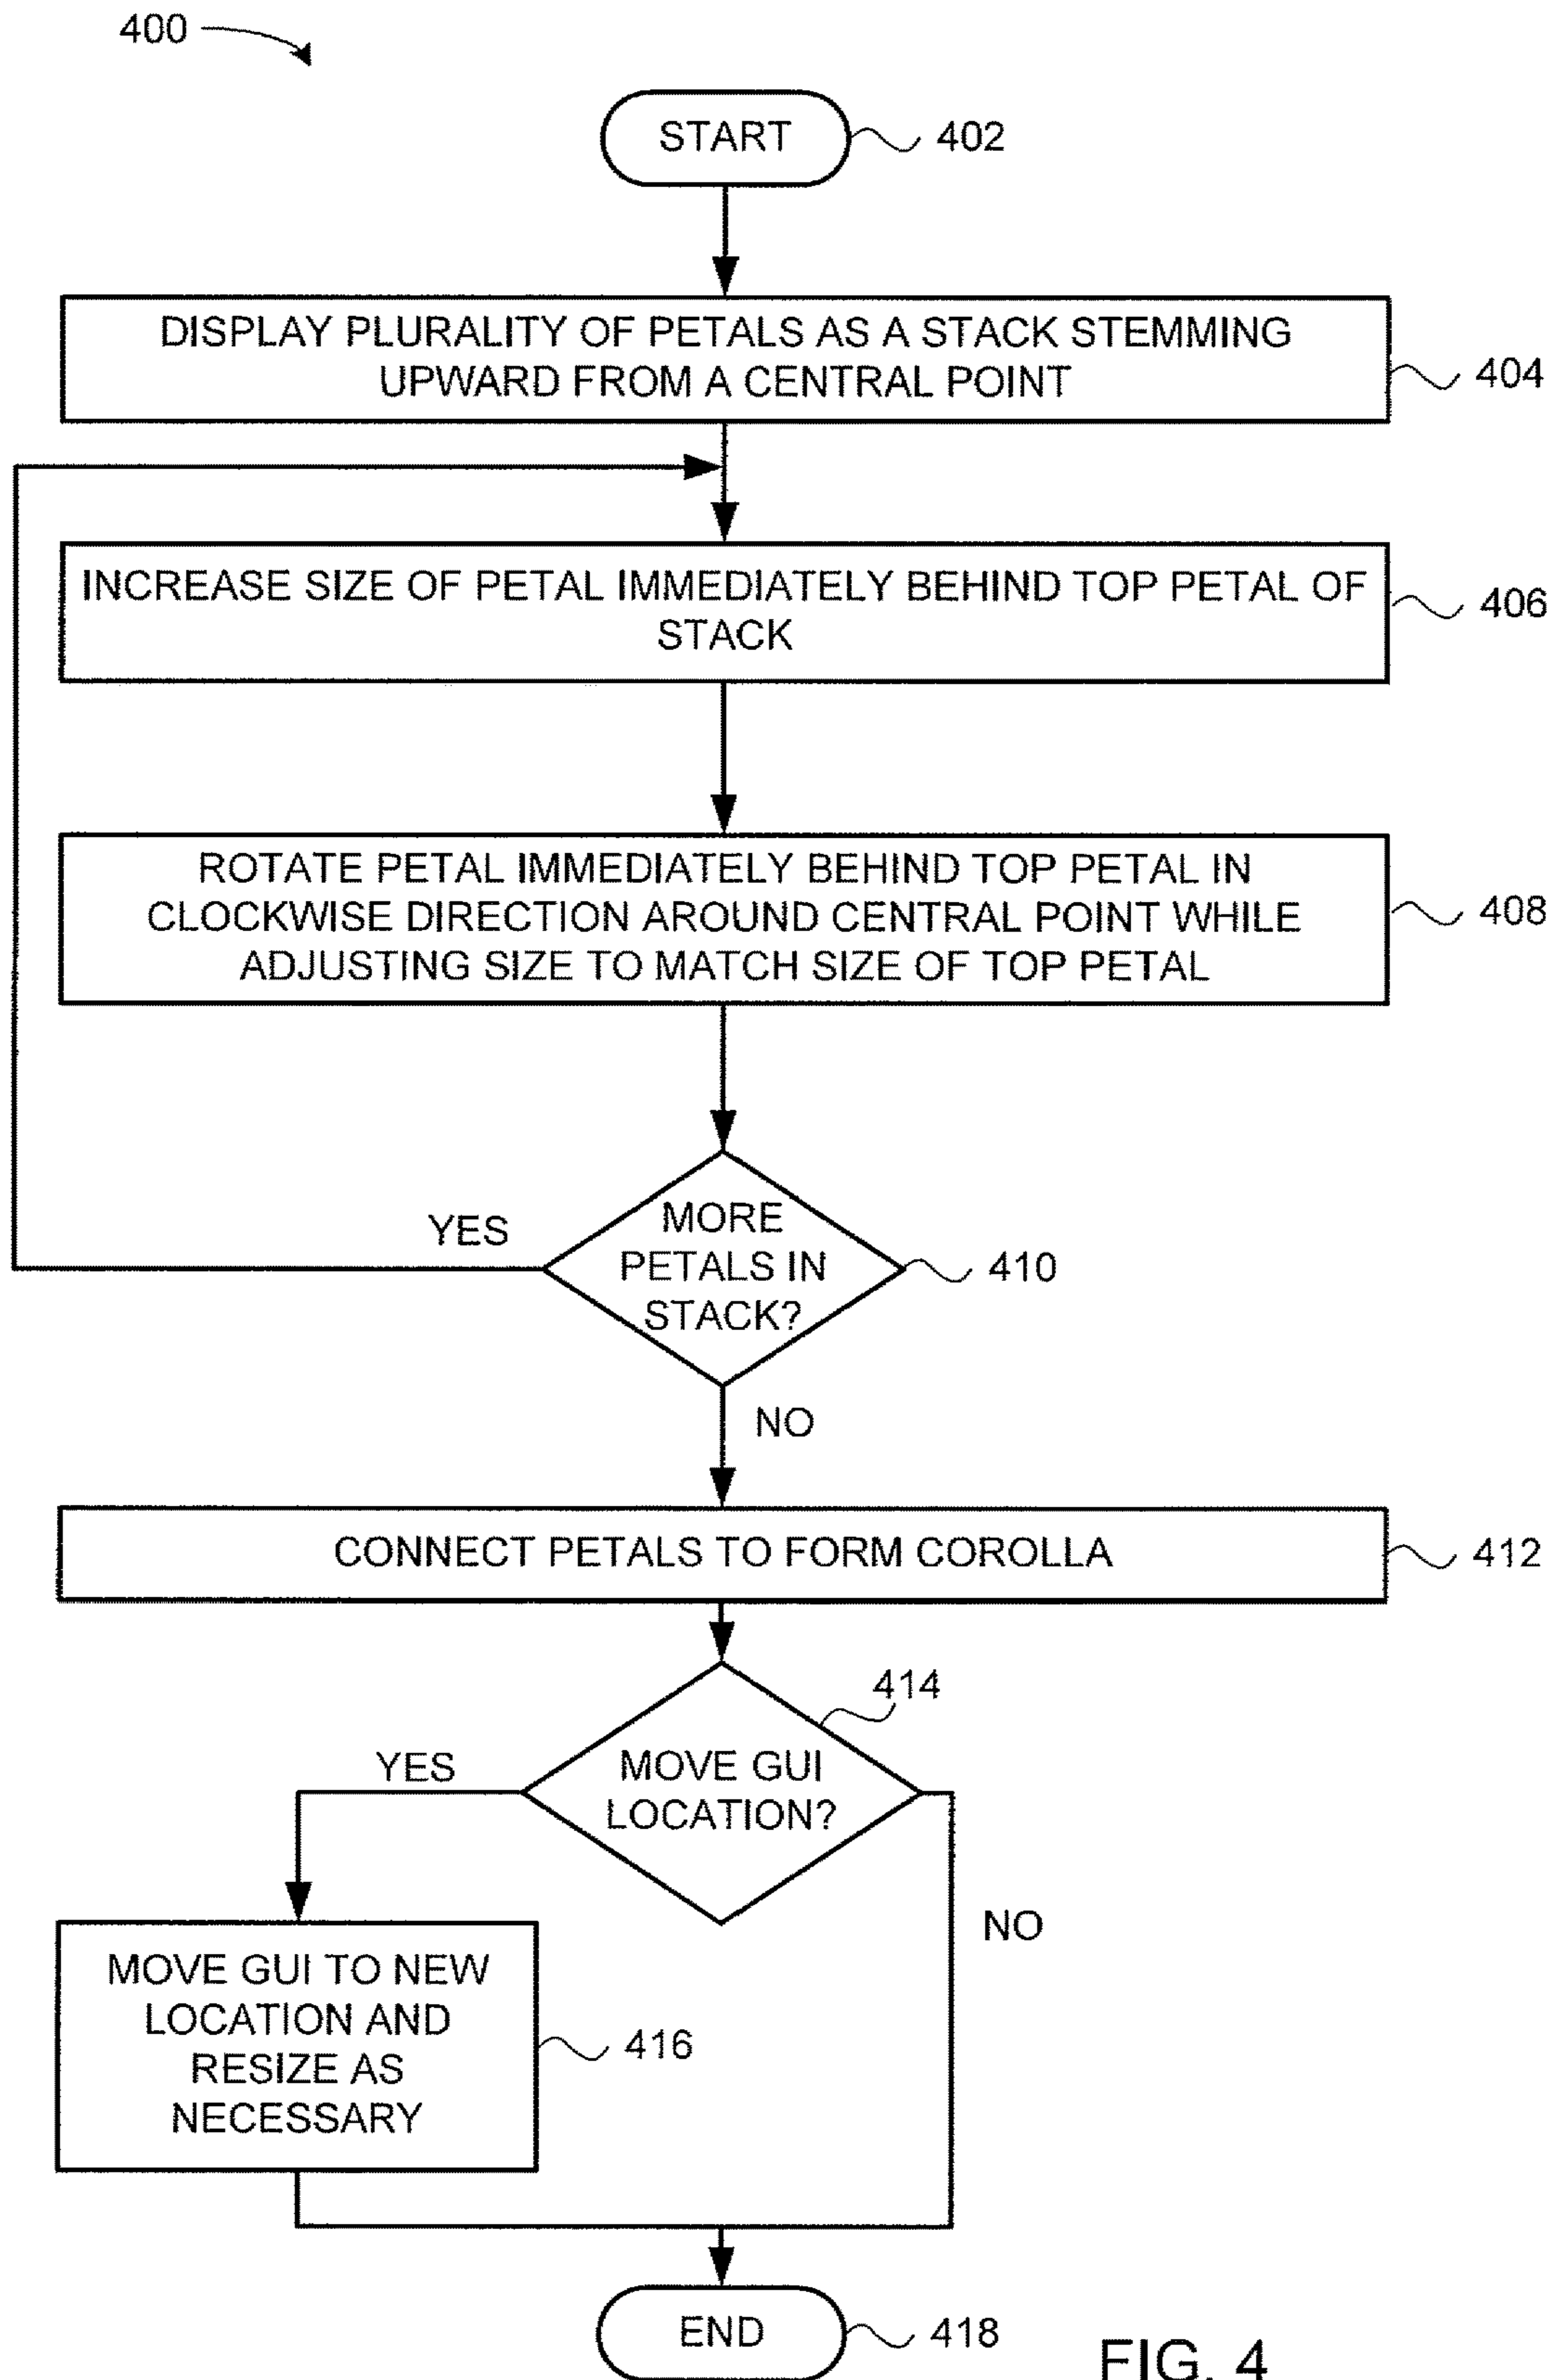 400
START
402
DISPLAY PLURALITY OF PETALS AS A STACK STEMMING
UPWARD FROM A CENTRAL POINT
404
INCREASE SIZE OF PETAL IMMEDIATELY BEHIND TOP PETAL OF
STACK
406
ROTATE PETAL IMMEDIATELY BEHIND TOP PETAL IN
CLOCKWISE DIRECTION AROUND CENTRAL POINT WHILE
ADJUSTING SIZE TO MATCH SIZE OF TOP PETAL
408
YES
MORE
PETALS IN
STACK?
410
NO
CONNECT PETALS TO FORM COROLLA
412
414
YES
MOVE GUI
LOCATION?
NO
MOVE GUI TO NEW
LOCATION AND
RESIZE AS
NECESSARY
416
END
418
FIG. 4